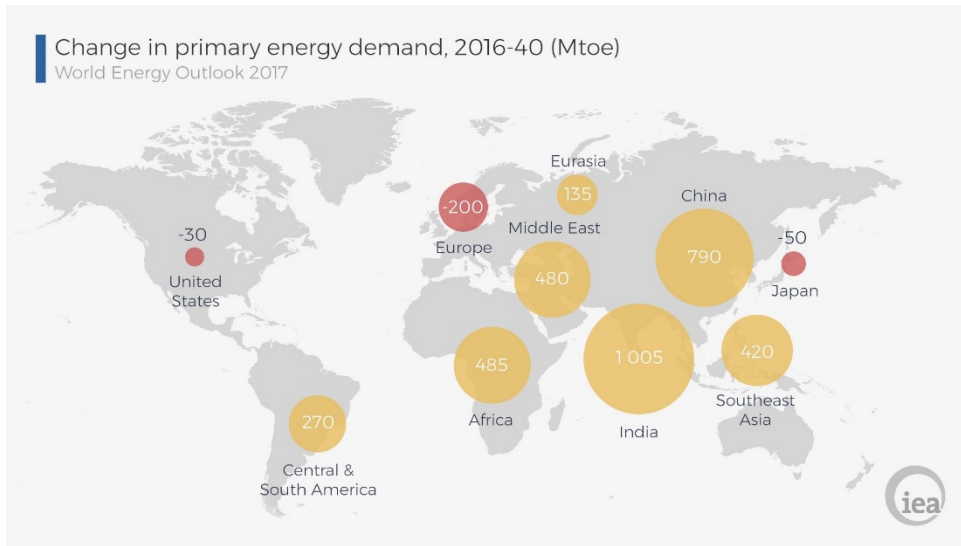 Change in primary energy demand, 2016-40 (Mtoe)
World Energy Outlook 2017
Eurasia
135
China
790
-200
Europe
Middle East
480
-30
United
States
-50
Japan
485
Africa
1 005
India
420
Southeast
Asia
270
Central &
South America
iea